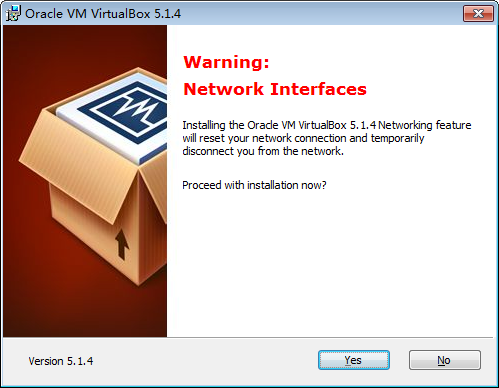 Oracle VM VirtualBox 5.1.4
Warning:
Network Interfaces
Installing the Oracle VM VirtualBox 5.1.4 Networking feature
will reset your network connection and temporarily
disconnect you from the network.
Proceed with installation now?
Version 5.1.4
Yes
No